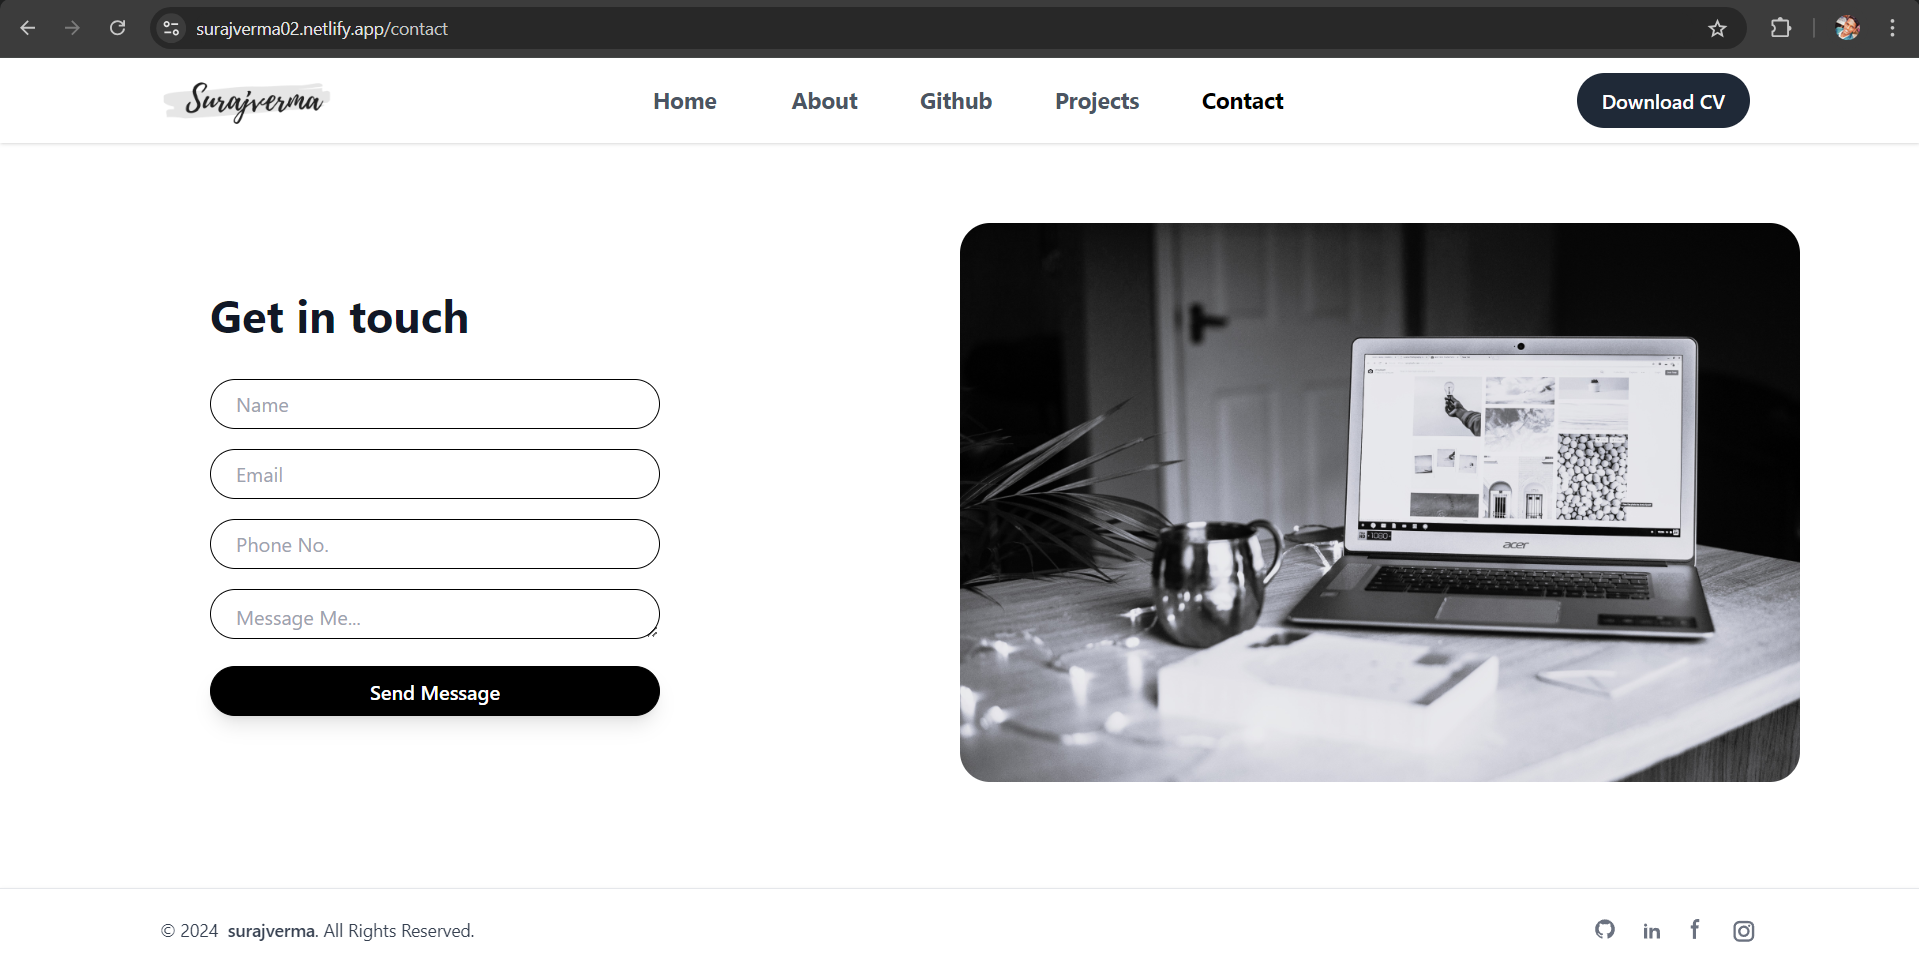 surajverma02.netlify.app/contact
Surajverma
Home About Github Projects Contact
Download CV
Get in touch
Name
Email
Phone No.
Message Me...
Send Message
acer
© 2024 surajverma. All Rights Reserved.